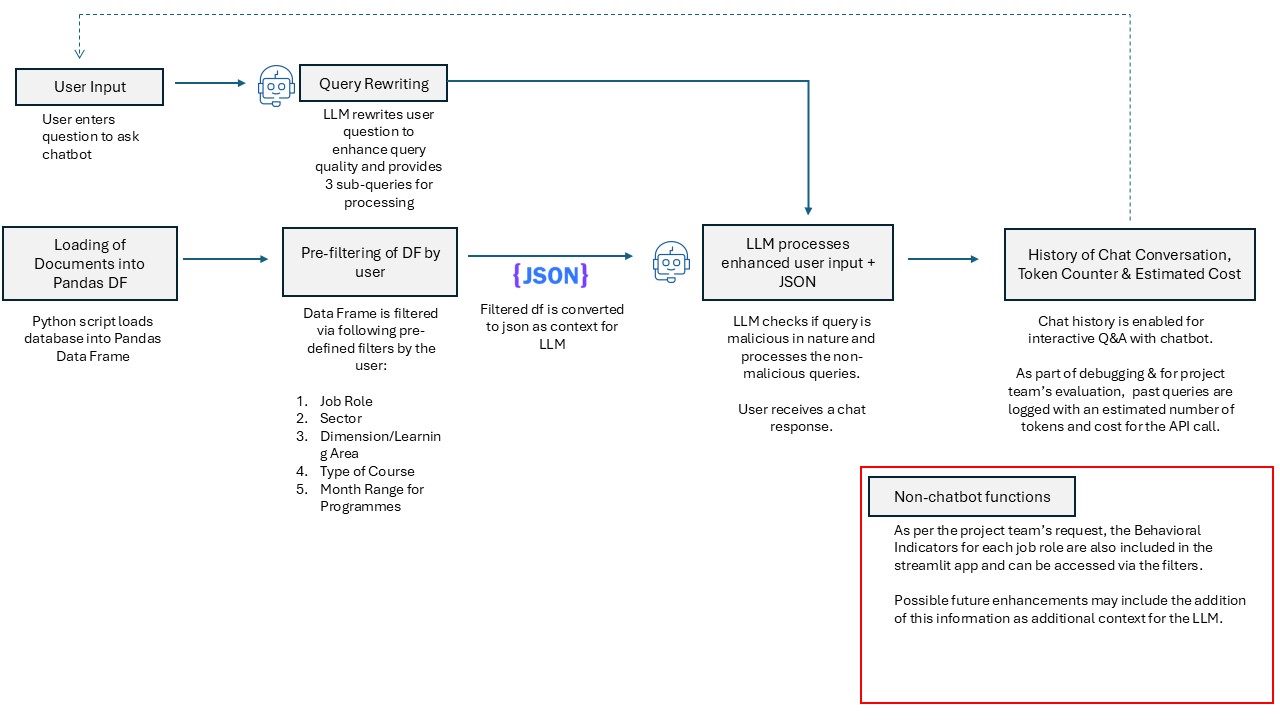 User Input
User enters
question to ask
chatbot
Query Rewriting
LLM rewrites user
question to
enhance query
quality and provides
3 sub-queries for
processing
Loading of
Documents into
Pandas DF
Python script loads
database into Pandas
Data Frame
Pre-filtering of DF by
user
Data Frame is filtered
via following pre-
defined filters by the
user:
1. Job Role
2. Sector
3. Dimension/Learnin
g Area
4. Type of Course
5. Month Range for
Programmes
{JSON}
Filtered df is converted
to json as context for
LLM
LLM processes
enhanced user input +
JSON
LLM checks if query is
malicious in nature and
processes the non-
malicious queries.
User receives a chat
response.
History of Chat Conversation,
Token Counter & Estimated Cost
Chat history is enabled for
interactive Q&A with chatbot.
As part of debugging & for project
team's evaluation, past queries are
logged with an estimated number of
tokens and cost for the API call.
Non-chatbot functions
As per the project team's request, the Behavioral
Indicators for each job role are also included in the
streamlit app and can be accessed via the filters.
Possible future enhancements may include the addition
of this information as additional context for the LLM.